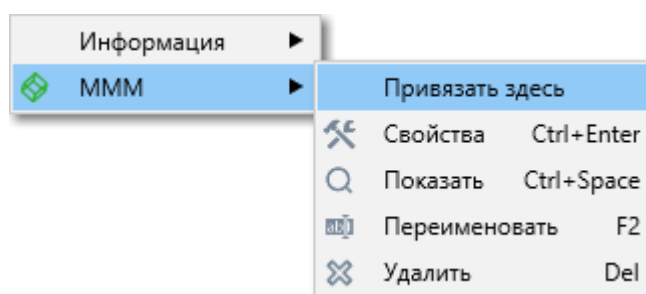 Информация
МММ
Привязать здесь
Свойства Ctrl+Enter
Показать Ctrl+Space
Переименовать F2
Удалить Del